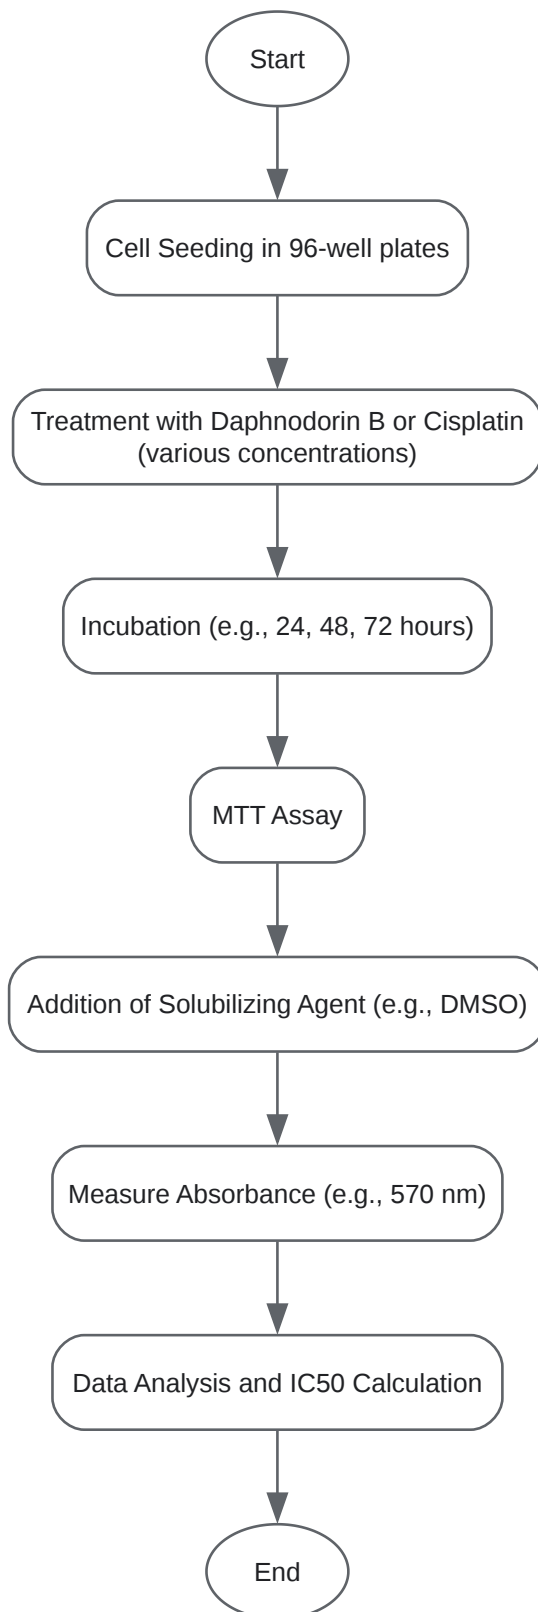 Start
Cell Seeding in 96-well plates
Treatment with Daphnodorin B or Cisplatin
(various concentrations)
Incubation (e.g., 24, 48, 72 hours)
MTT Assay
Addition of Solubilizing Agent (e.g., DMSO)
Measure Absorbance (e.g., 570 nm)
Data Analysis and IC50 Calculation
End